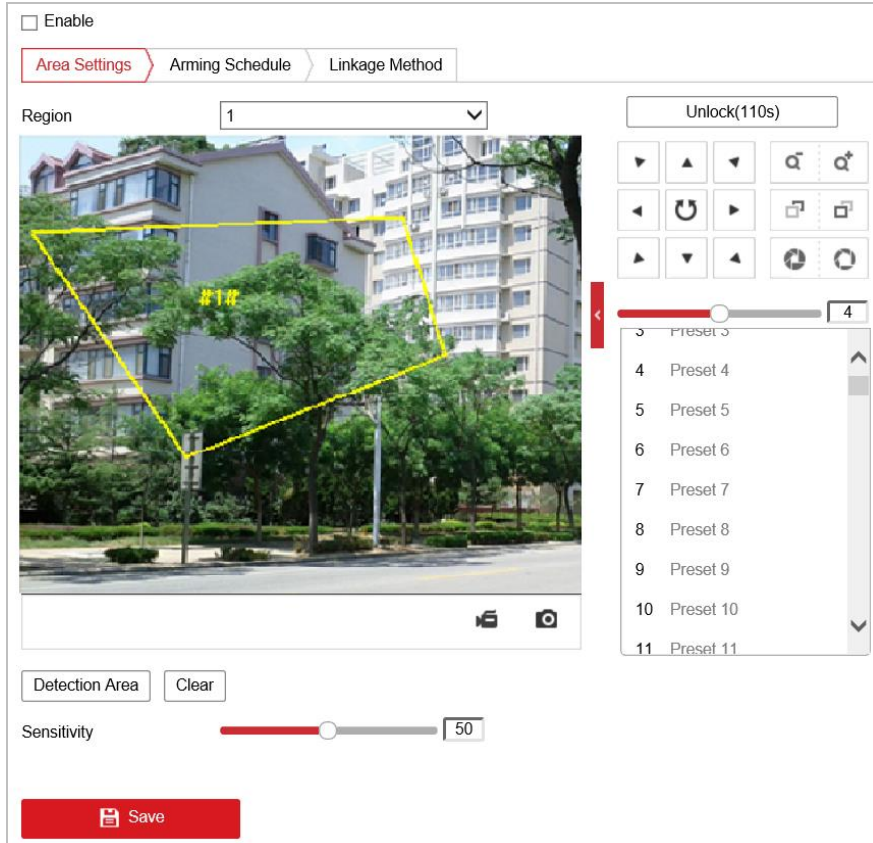 Enable
Area Settings Arming Schedule Linkage Method
Region 1
Unlock(110s)
#1#
4
3 Preset 3
4 Preset 4
5 Preset 5
6 Preset 6
7 Preset 7
8 Preset 8
9 Preset 9
10 Preset 10
11 Preset 11
Detection Area Clear
Sensitivity 50
Save